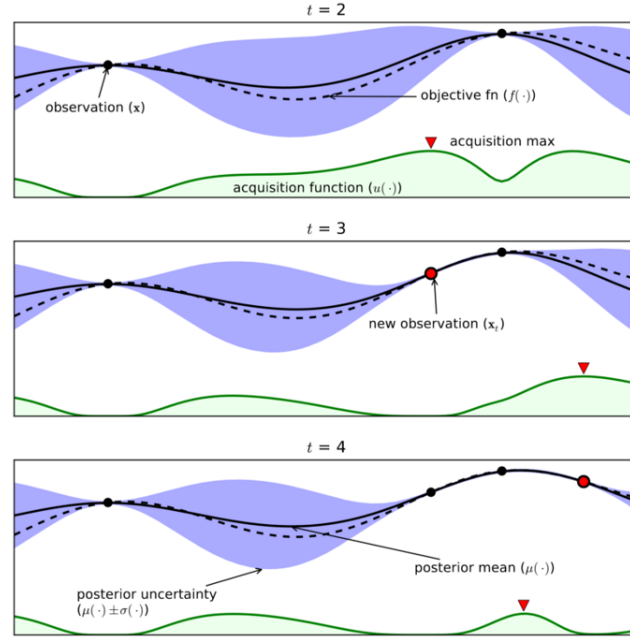 t = 2
observation (x)
objective fn (f(·))
acquisition max
acquisition function (u(·))
t = 3
new observation (xₜ)
t = 4
posterior mean (μ(·))
posterior uncertainty
(μ(·)±σ(·))